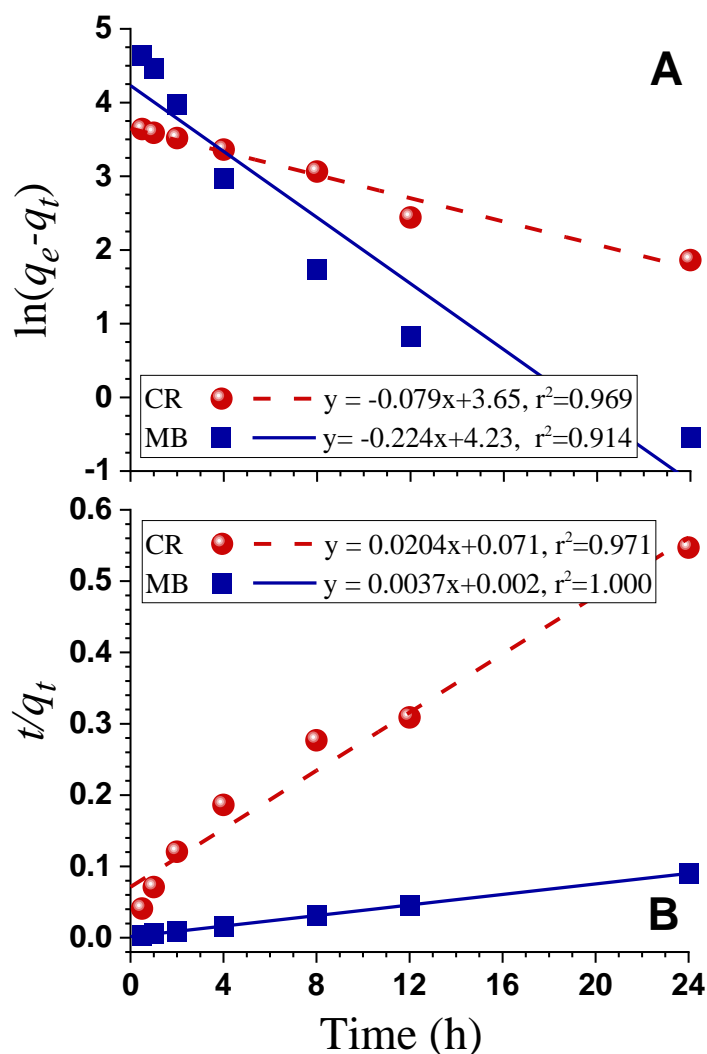 A
ln(qe-qt)
5
4
3
2
1
0
-1
CR y = -0.079x+3.65, r²=0.969
MB y= -0.224x+4.23, r²=0.914
B
t/qt
0.6
0.5
0.4
0.3
0.2
0.1
0.0
CR y = 0.0204x+0.071, r²=0.971
MB y = 0.0037x+0.002, r²=1.000
0 4 8 12 16 20 24
Time (h)